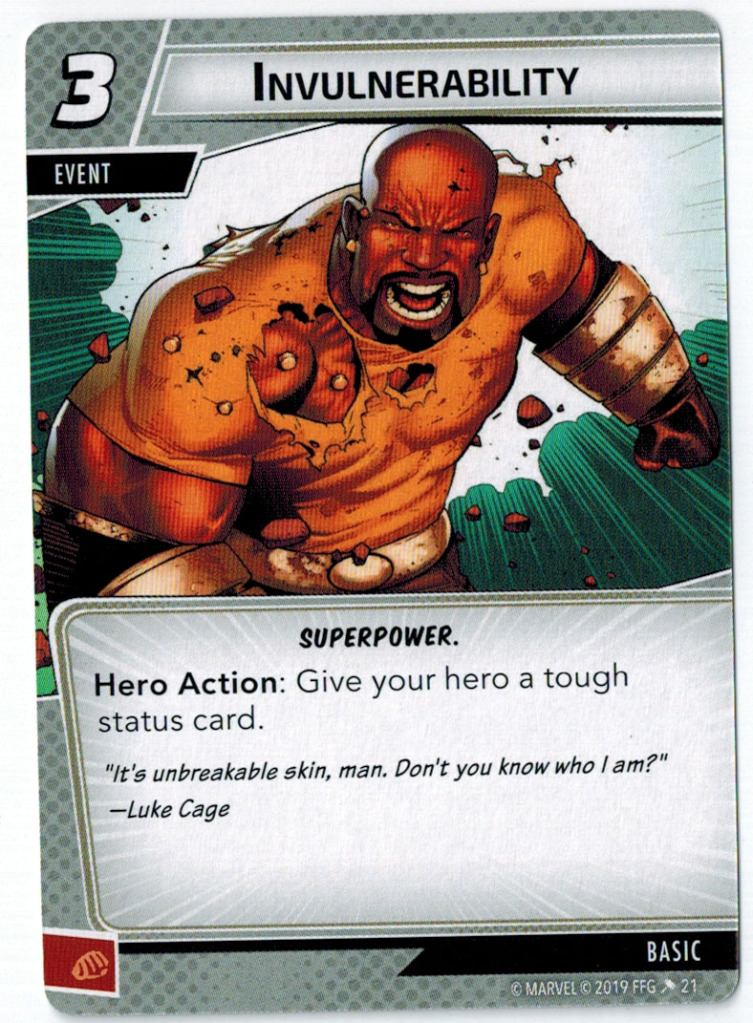 3
INVULNERABILITY
EVENT
SUPERPOWER.
Hero Action: Give your hero a tough
status card.
"It's unbreakable skin, man. Don't you know who I am?"
—Luke Cage
BASIC
© MARVEL © 2019 FFG 21